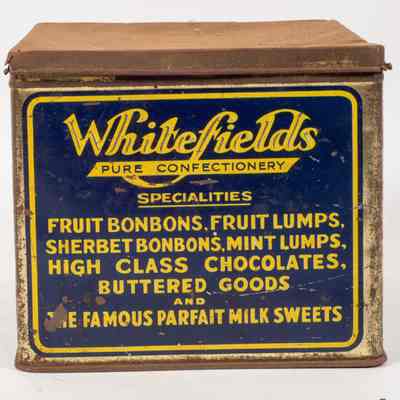 Whitefields
PURE CONFECTIONERY
SPECIALITIES
FRUIT BONBONS, FRUIT LUMPS,
SHERBET BONBONS, MINT LUMPS,
HIGH CLASS CHOCOLATES,
BUTTERED GOODS
AND
THE FAMOUS PARFAIT MILK SWEETS